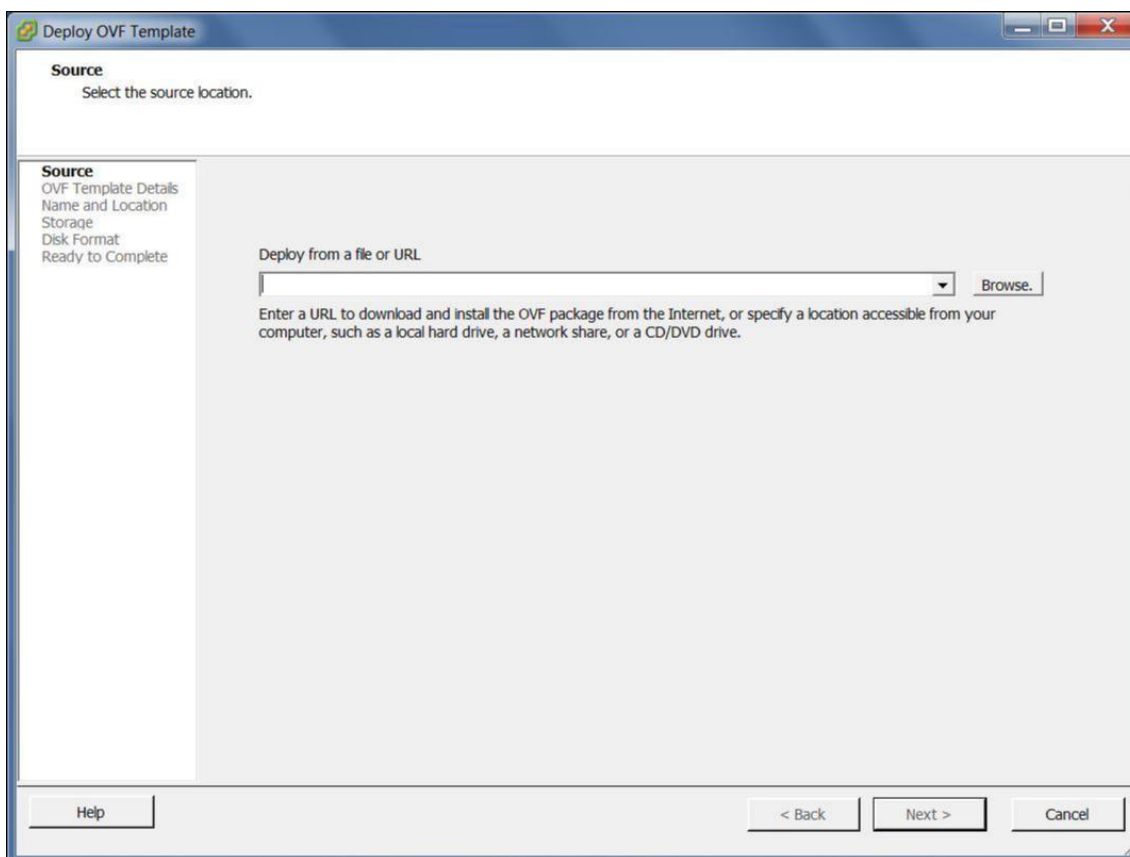 Deploy OVF Template
Source
Select the source location.
Source
OVF Template Details
Name and Location
Storage
Disk Format
Ready to Complete
Deploy from a file or URL
Browse.
Enter a URL to download and install the OVF package from the Internet, or specify a location accessible from your
computer, such as a local hard drive, a network share, or a CD/DVD drive.
Help
< Back
Next >
Cancel